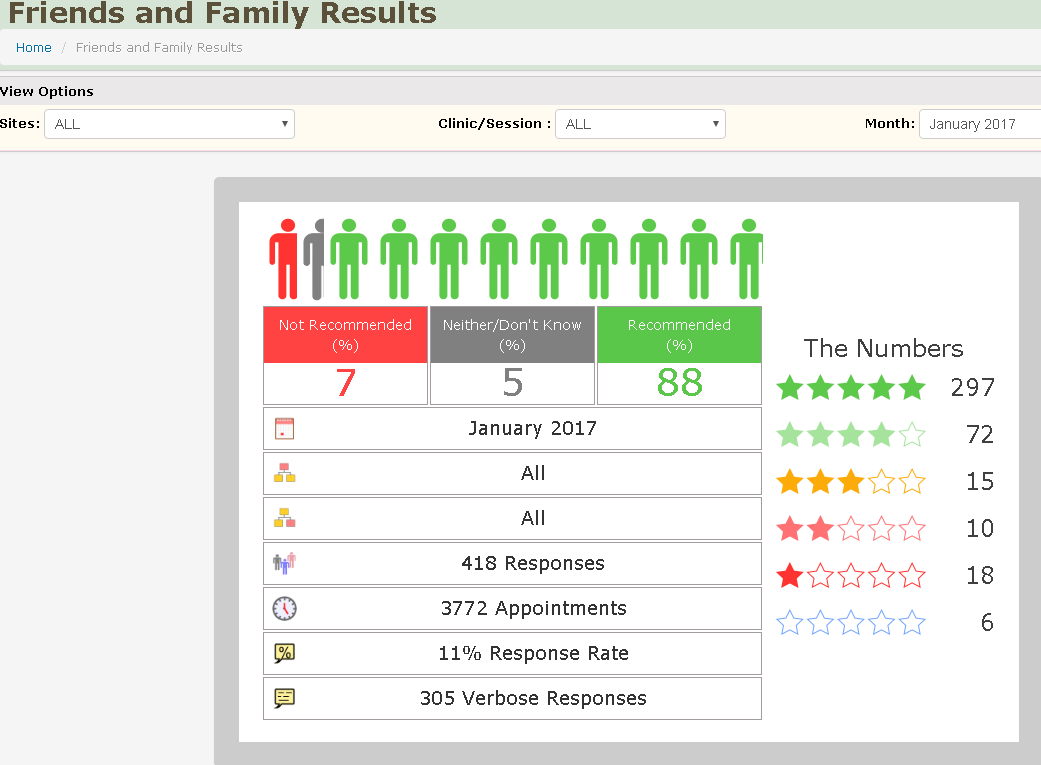 Friends and Family Results
Home / Friends and Family Results
View Options
Sites: ALL
Clinic/Session : ALL
Month: January 2017
Not Recommended
(%)
7
Neither/Don't Know
(%)
5
Recommended
(%)
88
January 2017
All
All
418 Responses
3772 Appointments
11% Response Rate
305 Verbose Responses
The Numbers
297
72
15
10
18
6